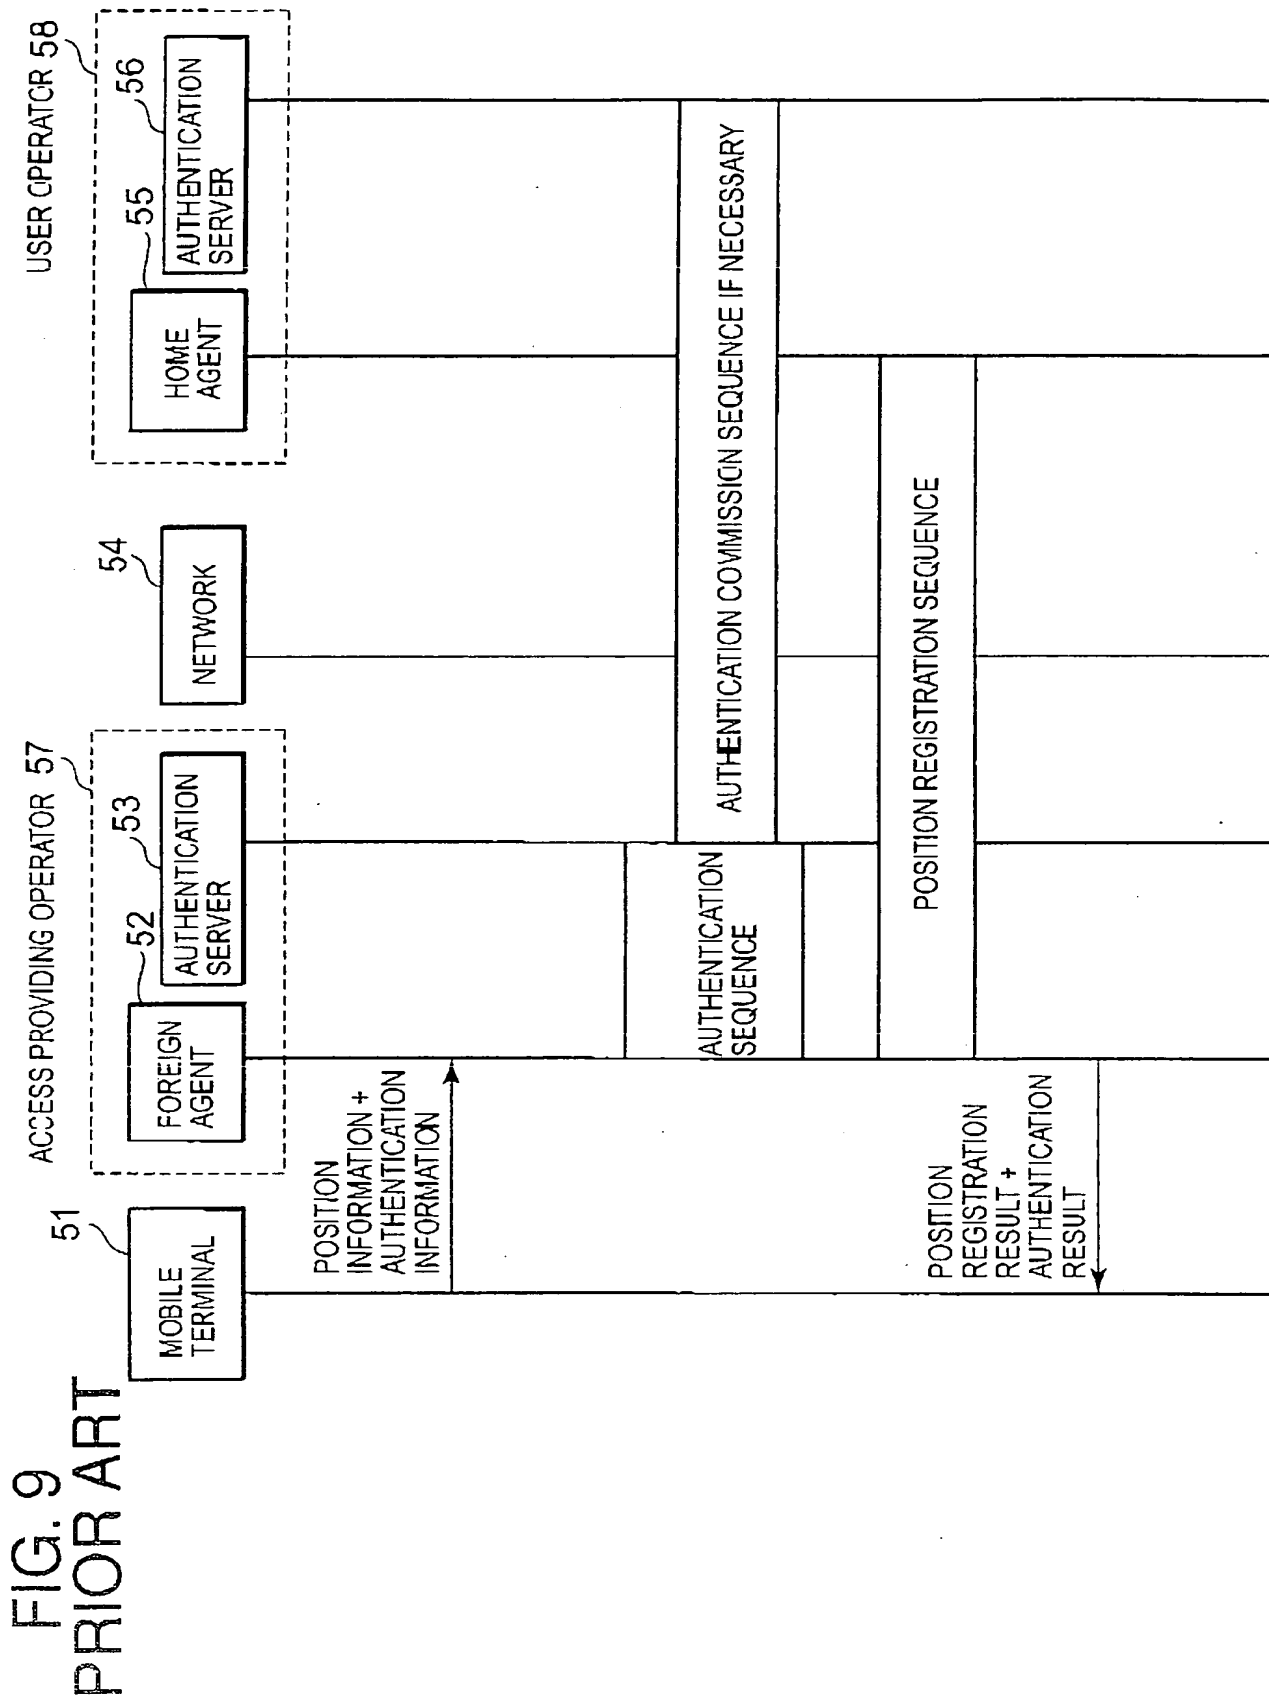 FIG. 9
PRIOR ART
ACCESS PROVIDING OPERATOR 57
USER OPERATOR 58
51
52
53
54
55
56
MOBILE
TERMINAL
FOREIGN
AGENT
AUTHENTICATION
SERVER
NETWORK
HOME
AGENT
AUTHENTICATION
SERVER
POSITION
INFORMATION +
AUTHENTICATION
INFORMATION
AUTHENTICATION
SEQUENCE
AUTHENTICATION COMMISSION SEQUENCE IF NECESSARY
POSITION REGISTRATION SEQUENCE
POSITION
REGISTRATION
RESULT +
AUTHENTICATION
RESULT